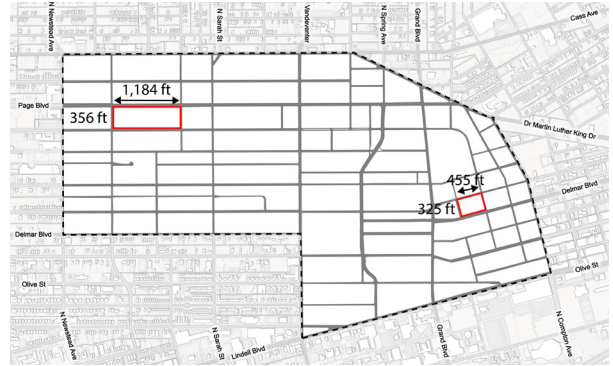 N Newstead Ave
N Sarah St
Vandeventer
N Spring Ave
Grand Blvd
Cass Ave
1,184 ft
Page Blvd
356 ft
Dr Martin Luther King Dr
455 ft
Delmar Blvd
325 ft
Delmar Blvd
Olive St
Olive St
N Newstead Ave
N Sarah St
Lindell Blvd
Grand Blvd
N Compton Ave